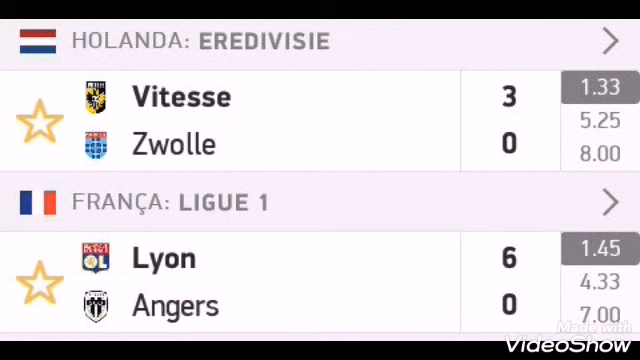 HOLANDA: EREDIVISIE
Vitesse 3 1.33
5.25
Zwolle 0 8.00
FRANÇA: LIGUE 1
Lyon 6 1.45
4.33
Angers 0 7.00
Made with
VideoShow